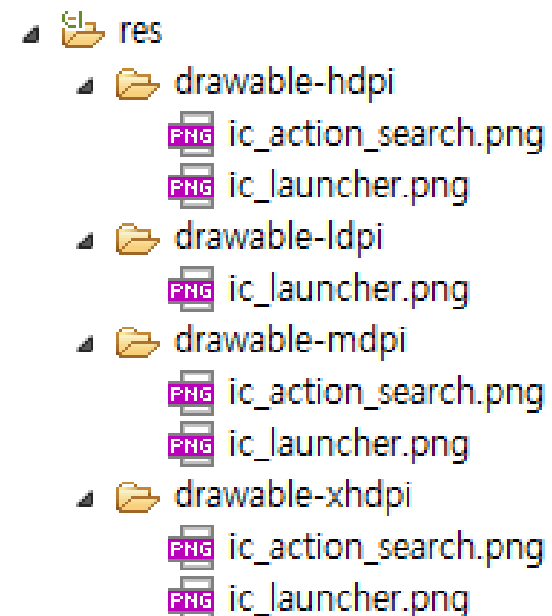 res
drawable-hdpi
PNG ic_action_search.png
PNG ic_launcher.png
drawable-ldpi
PNG ic_launcher.png
drawable-mdpi
PNG ic_action_search.png
PNG ic_launcher.png
drawable-xhdpi
PNG ic_action_search.png
PNG ic_launcher.png